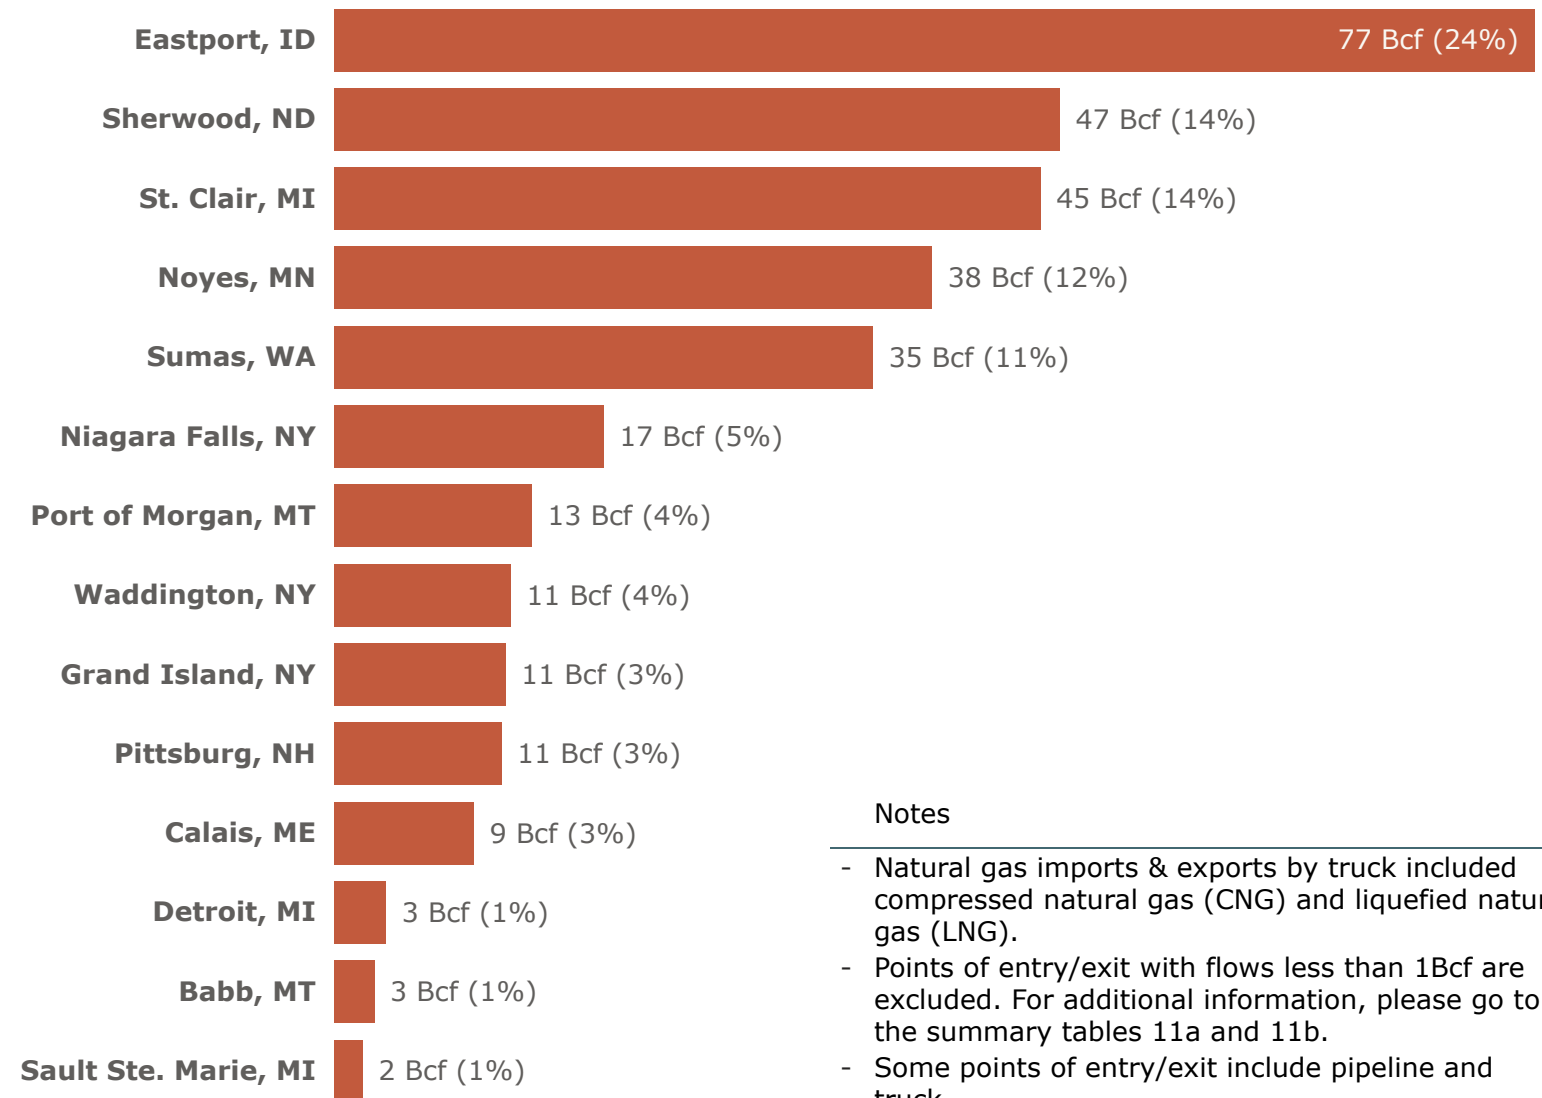 Eastport, ID 77 Bcf (24%)
Sherwood, ND 47 Bcf (14%)
St. Clair, MI 45 Bcf (14%)
Noyes, MN 38 Bcf (12%)
Sumas, WA 35 Bcf (11%)
Niagara Falls, NY 17 Bcf (5%)
Port of Morgan, MT 13 Bcf (4%)
Waddington, NY 11 Bcf (4%)
Grand Island, NY 11 Bcf (3%)
Pittsburg, NH 11 Bcf (3%)
Calais, ME 9 Bcf (3%)
Detroit, MI 3 Bcf (1%)
Babb, MT 3 Bcf (1%)
Sault Ste. Marie, MI 2 Bcf (1%)
Notes
- Natural gas imports & exports by truck included
compressed natural gas (CNG) and liquefied
gas (LNG).
- Points of entry/exit with flows less than 1Bcf are
excluded. For additional information, please go to
the summary tables 11a and 11b.
- Some points of entry/exit include pipeline and